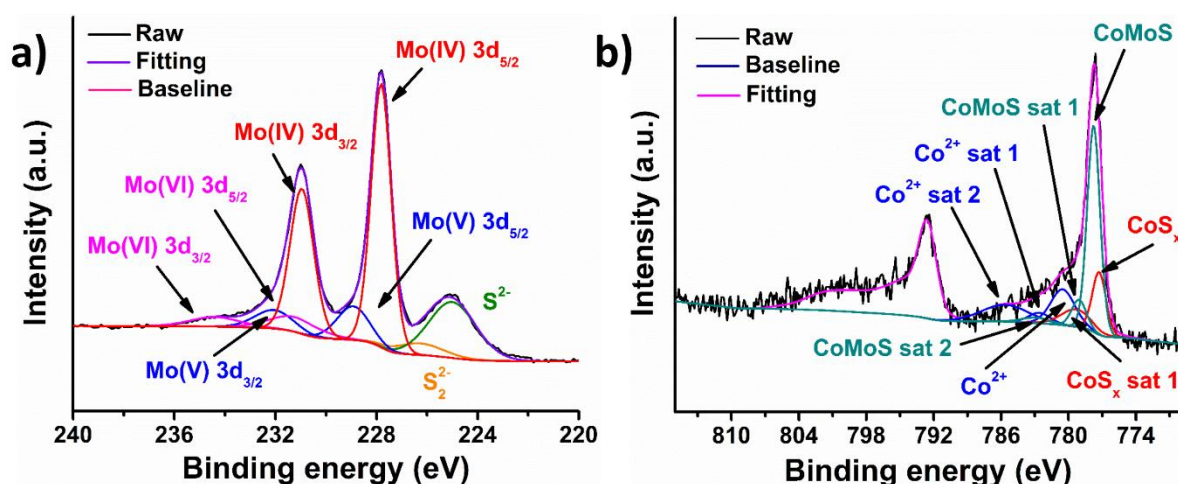 a)
Raw
Fitting
Baseline
Mo(IV) 3d5/2
Mo(IV) 3d3/2
Mo(VI) 3d5/2
Mo(V) 3d5/2
Mo(VI) 3d3/2
S2-
Mo(V) 3d3/2
S22-
Intensity (a.u.)
240 236 232 228 224 220
Binding energy (eV)
b)
Raw
Baseline
Fitting
CoMoS
CoMoS sat 1
Co2+ sat 1
Co2+ sat 2
CoSx
CoMoS sat 2
Co2+
CoSx sat 1
Intensity (a.u.)
810 804 798 792 786 780 774
Binding energy (eV)